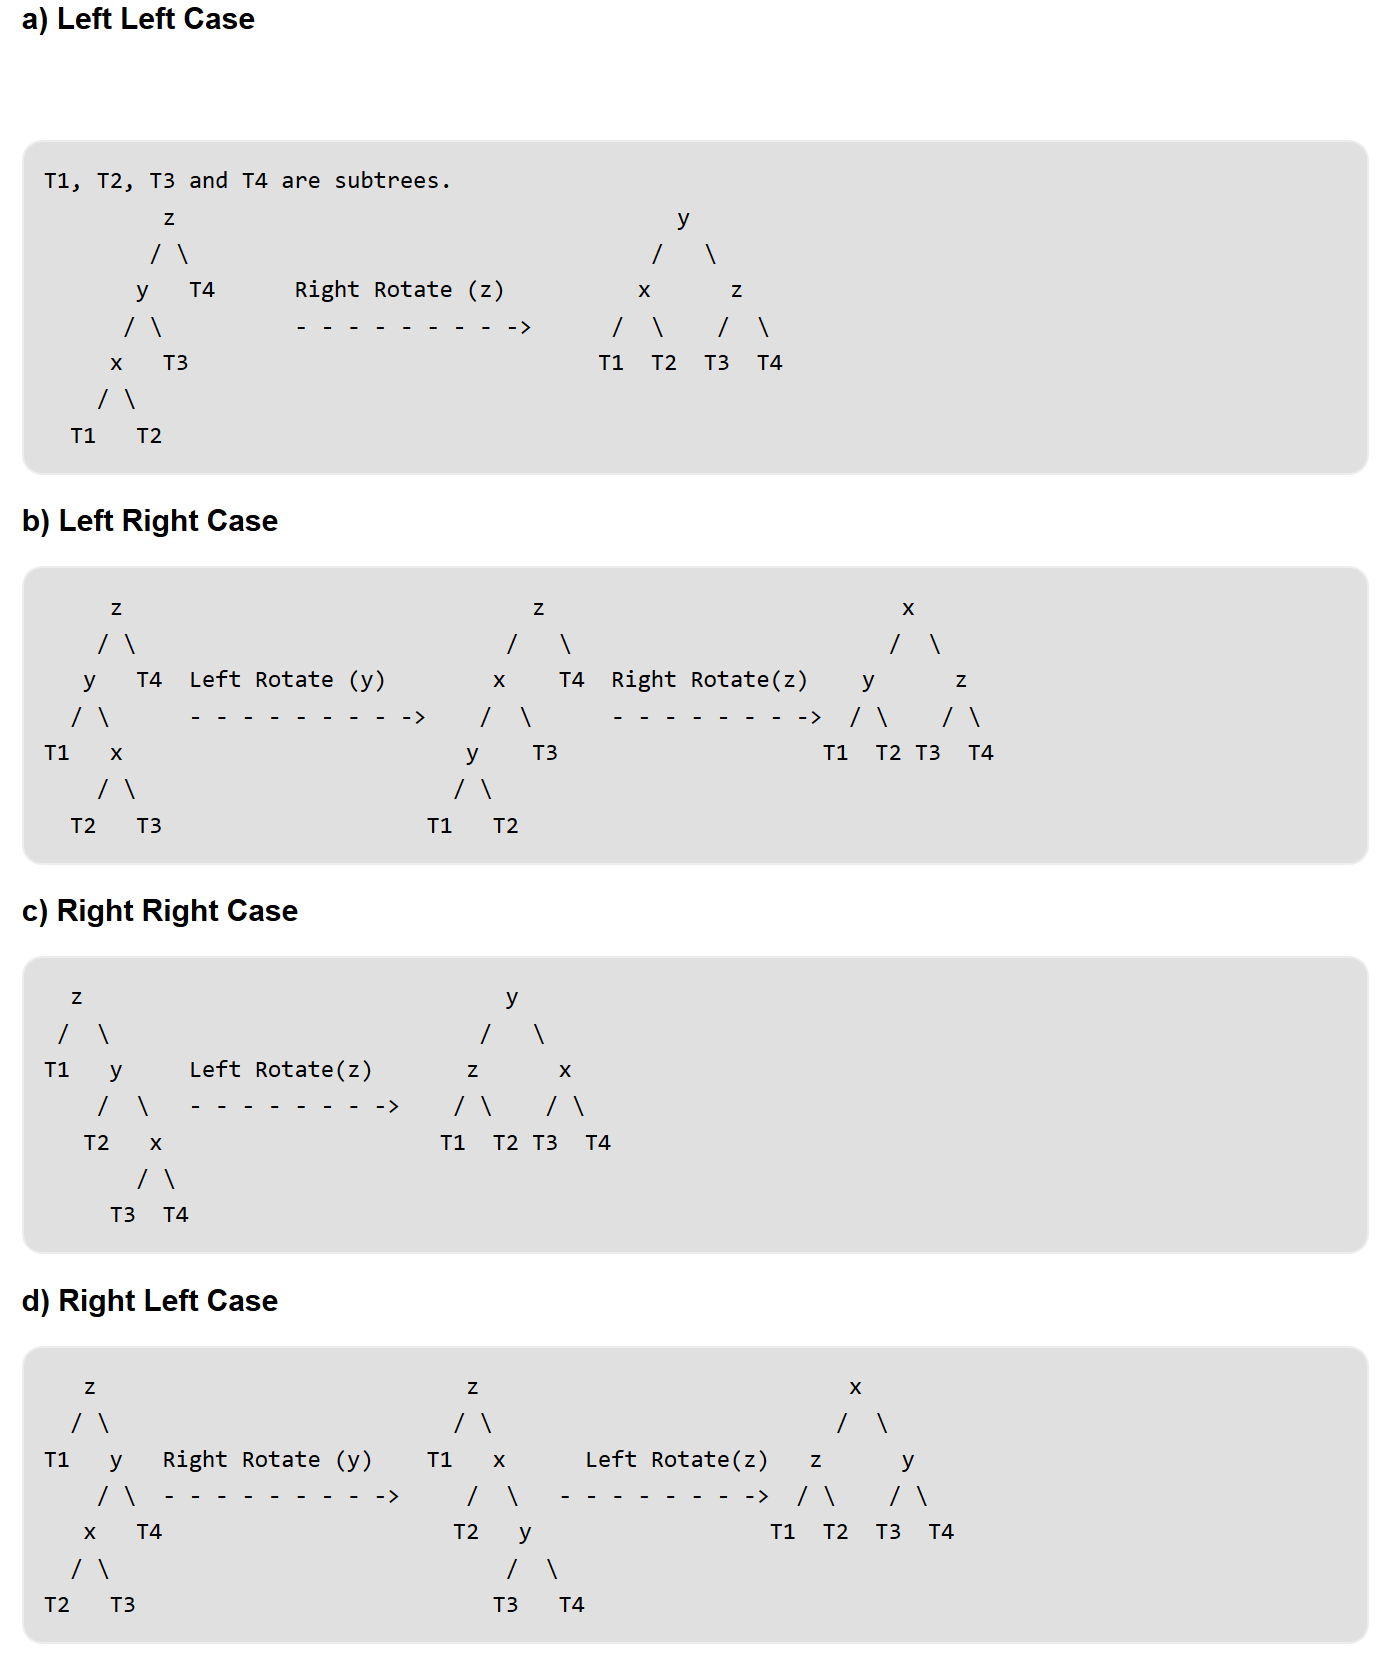 a) Left Left Case
T1, T2, T3 and T4 are subtrees.
         z                                      y
        / \                                   /   \
       y   T4      Right Rotate (z)          x      z
      / \          - - - - - - - - ->      /  \    /  \
     x   T3                               T1  T2  T3  T4
    / \
  T1   T2
b) Left Right Case
     z                               z                           x
    / \                            /   \                        /  \
   y   T4  Left Rotate (y)        x    T4  Right Rotate(z)    y      z
  / \      - - - - - - - - ->    /  \      - - - - - - - ->  / \    / \
T1   x                          y    T3                    T1  T2 T3  T4
    / \                        / \
  T2   T3                    T1   T2
c) Right Right Case
  z                                y
 /  \                            /   \
T1   y     Left Rotate(z)       z      x
    /  \   - - - - - - - ->    / \    / \
   T2   x                     T1  T2 T3  T4
       / \
     T3  T4
d) Right Left Case
   z                            z                            x
  / \                          / \                          /  \
T1   y   Right Rotate (y)    T1   x      Left Rotate(z)   z      y
    / \  - - - - - - - - ->     /  \   - - - - - - - ->  / \    / \
   x   T4                      T2   y                  T1  T2  T3  T4
  / \                              /  \
T2   T3                           T3   T4